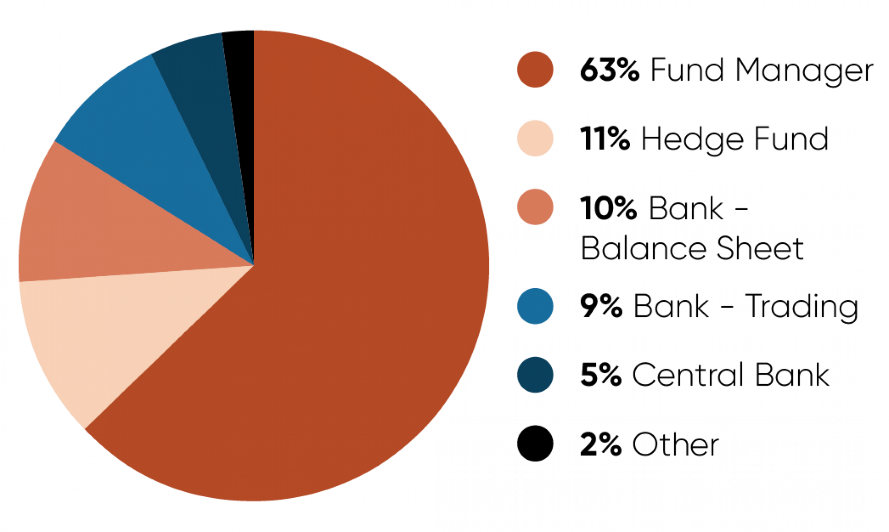 63% Fund Manager
11% Hedge Fund
10% Bank -
Balance Sheet
9% Bank - Trading
5% Central Bank
2% Other